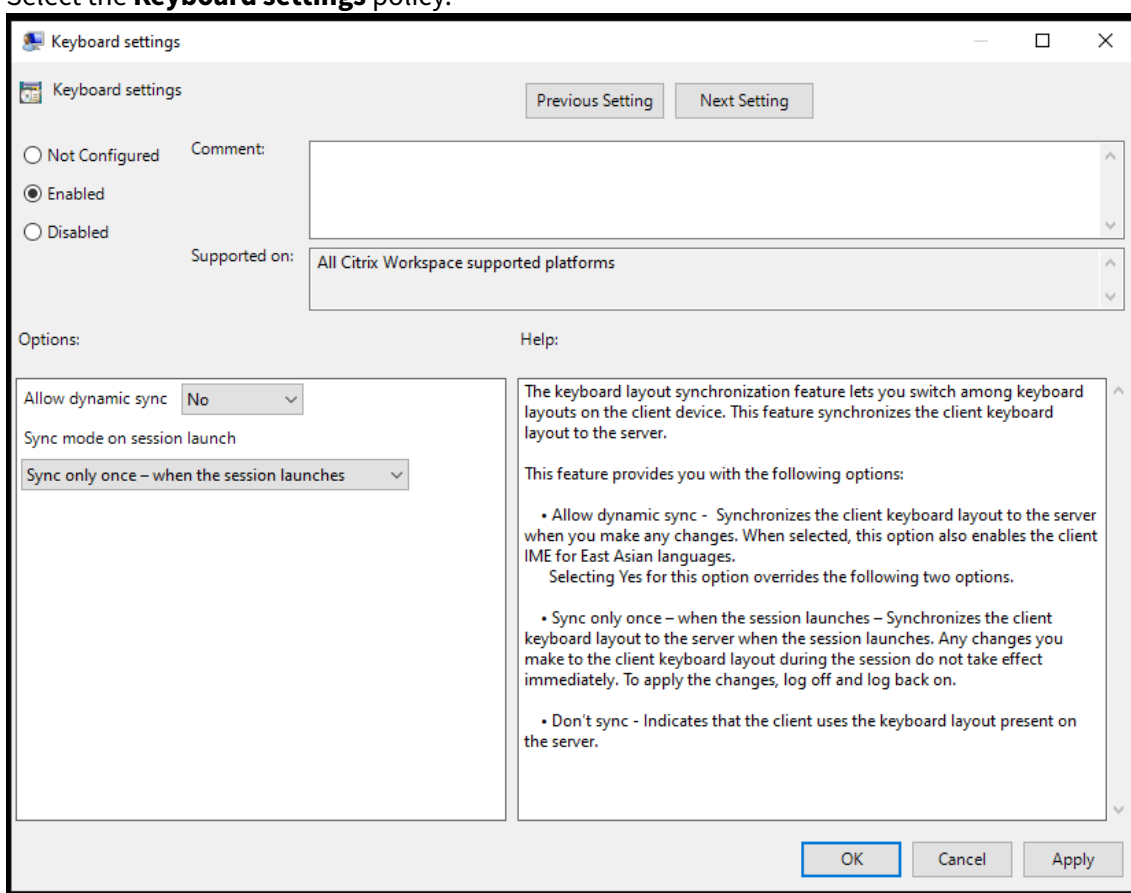 Select the Keyboard settings policy.
Keyboard settings
Keyboard settings
Previous Setting Next Setting
Not Configured
Comment:
Enabled
Disabled
Supported on:
All Citrix Workspace supported platforms
Options:
Help:
Allow dynamic sync No
Sync mode on session launch
Sync only once – when the session launches
The keyboard layout synchronization feature lets you switch among keyboard
layouts on the client device. This feature synchronizes the client keyboard
layout to the server.
This feature provides you with the following options:
• Allow dynamic sync - Synchronizes the client keyboard layout to the server
when you make any changes. When selected, this option also enables the client
IME for East Asian languages.
Selecting Yes for this option overrides the following two options.
• Sync only once – when the session launches – Synchronizes the client
keyboard layout to the server when the session launches. Any changes you
make to the client keyboard layout during the session do not take effect
immediately. To apply the changes, log off and log back on.
• Don't sync - Indicates that the client uses the keyboard layout present on
the server.
OK Cancel Apply